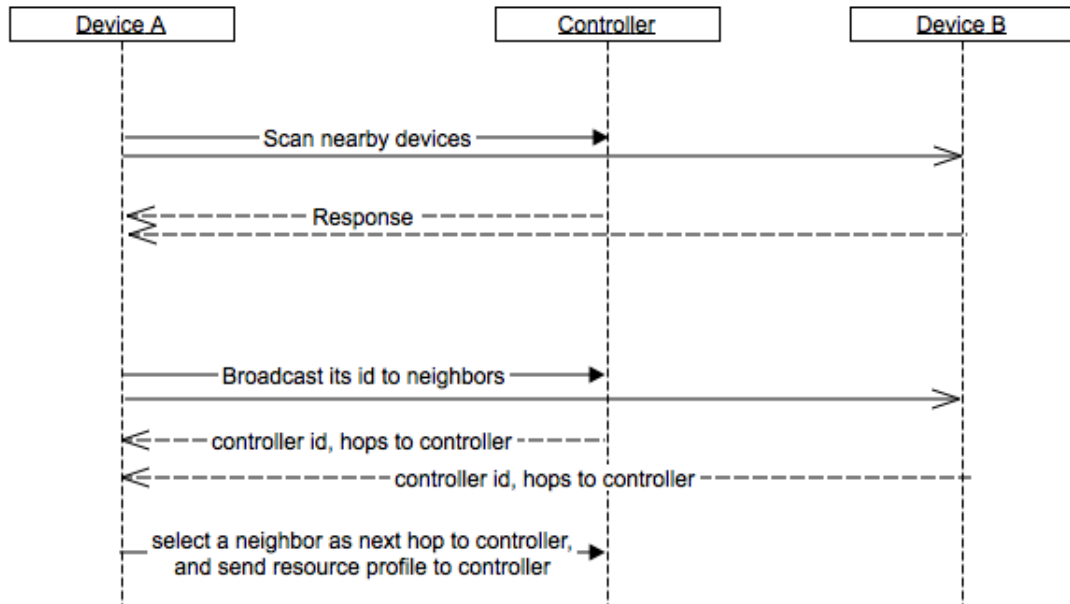 Device A
Controller
Device B
Scan nearby devices
Response
Broadcast its id to neighbors
controller id, hops to controller
controller id, hops to controller
select a neighbor as next hop to controller,
and send resource profile to controller